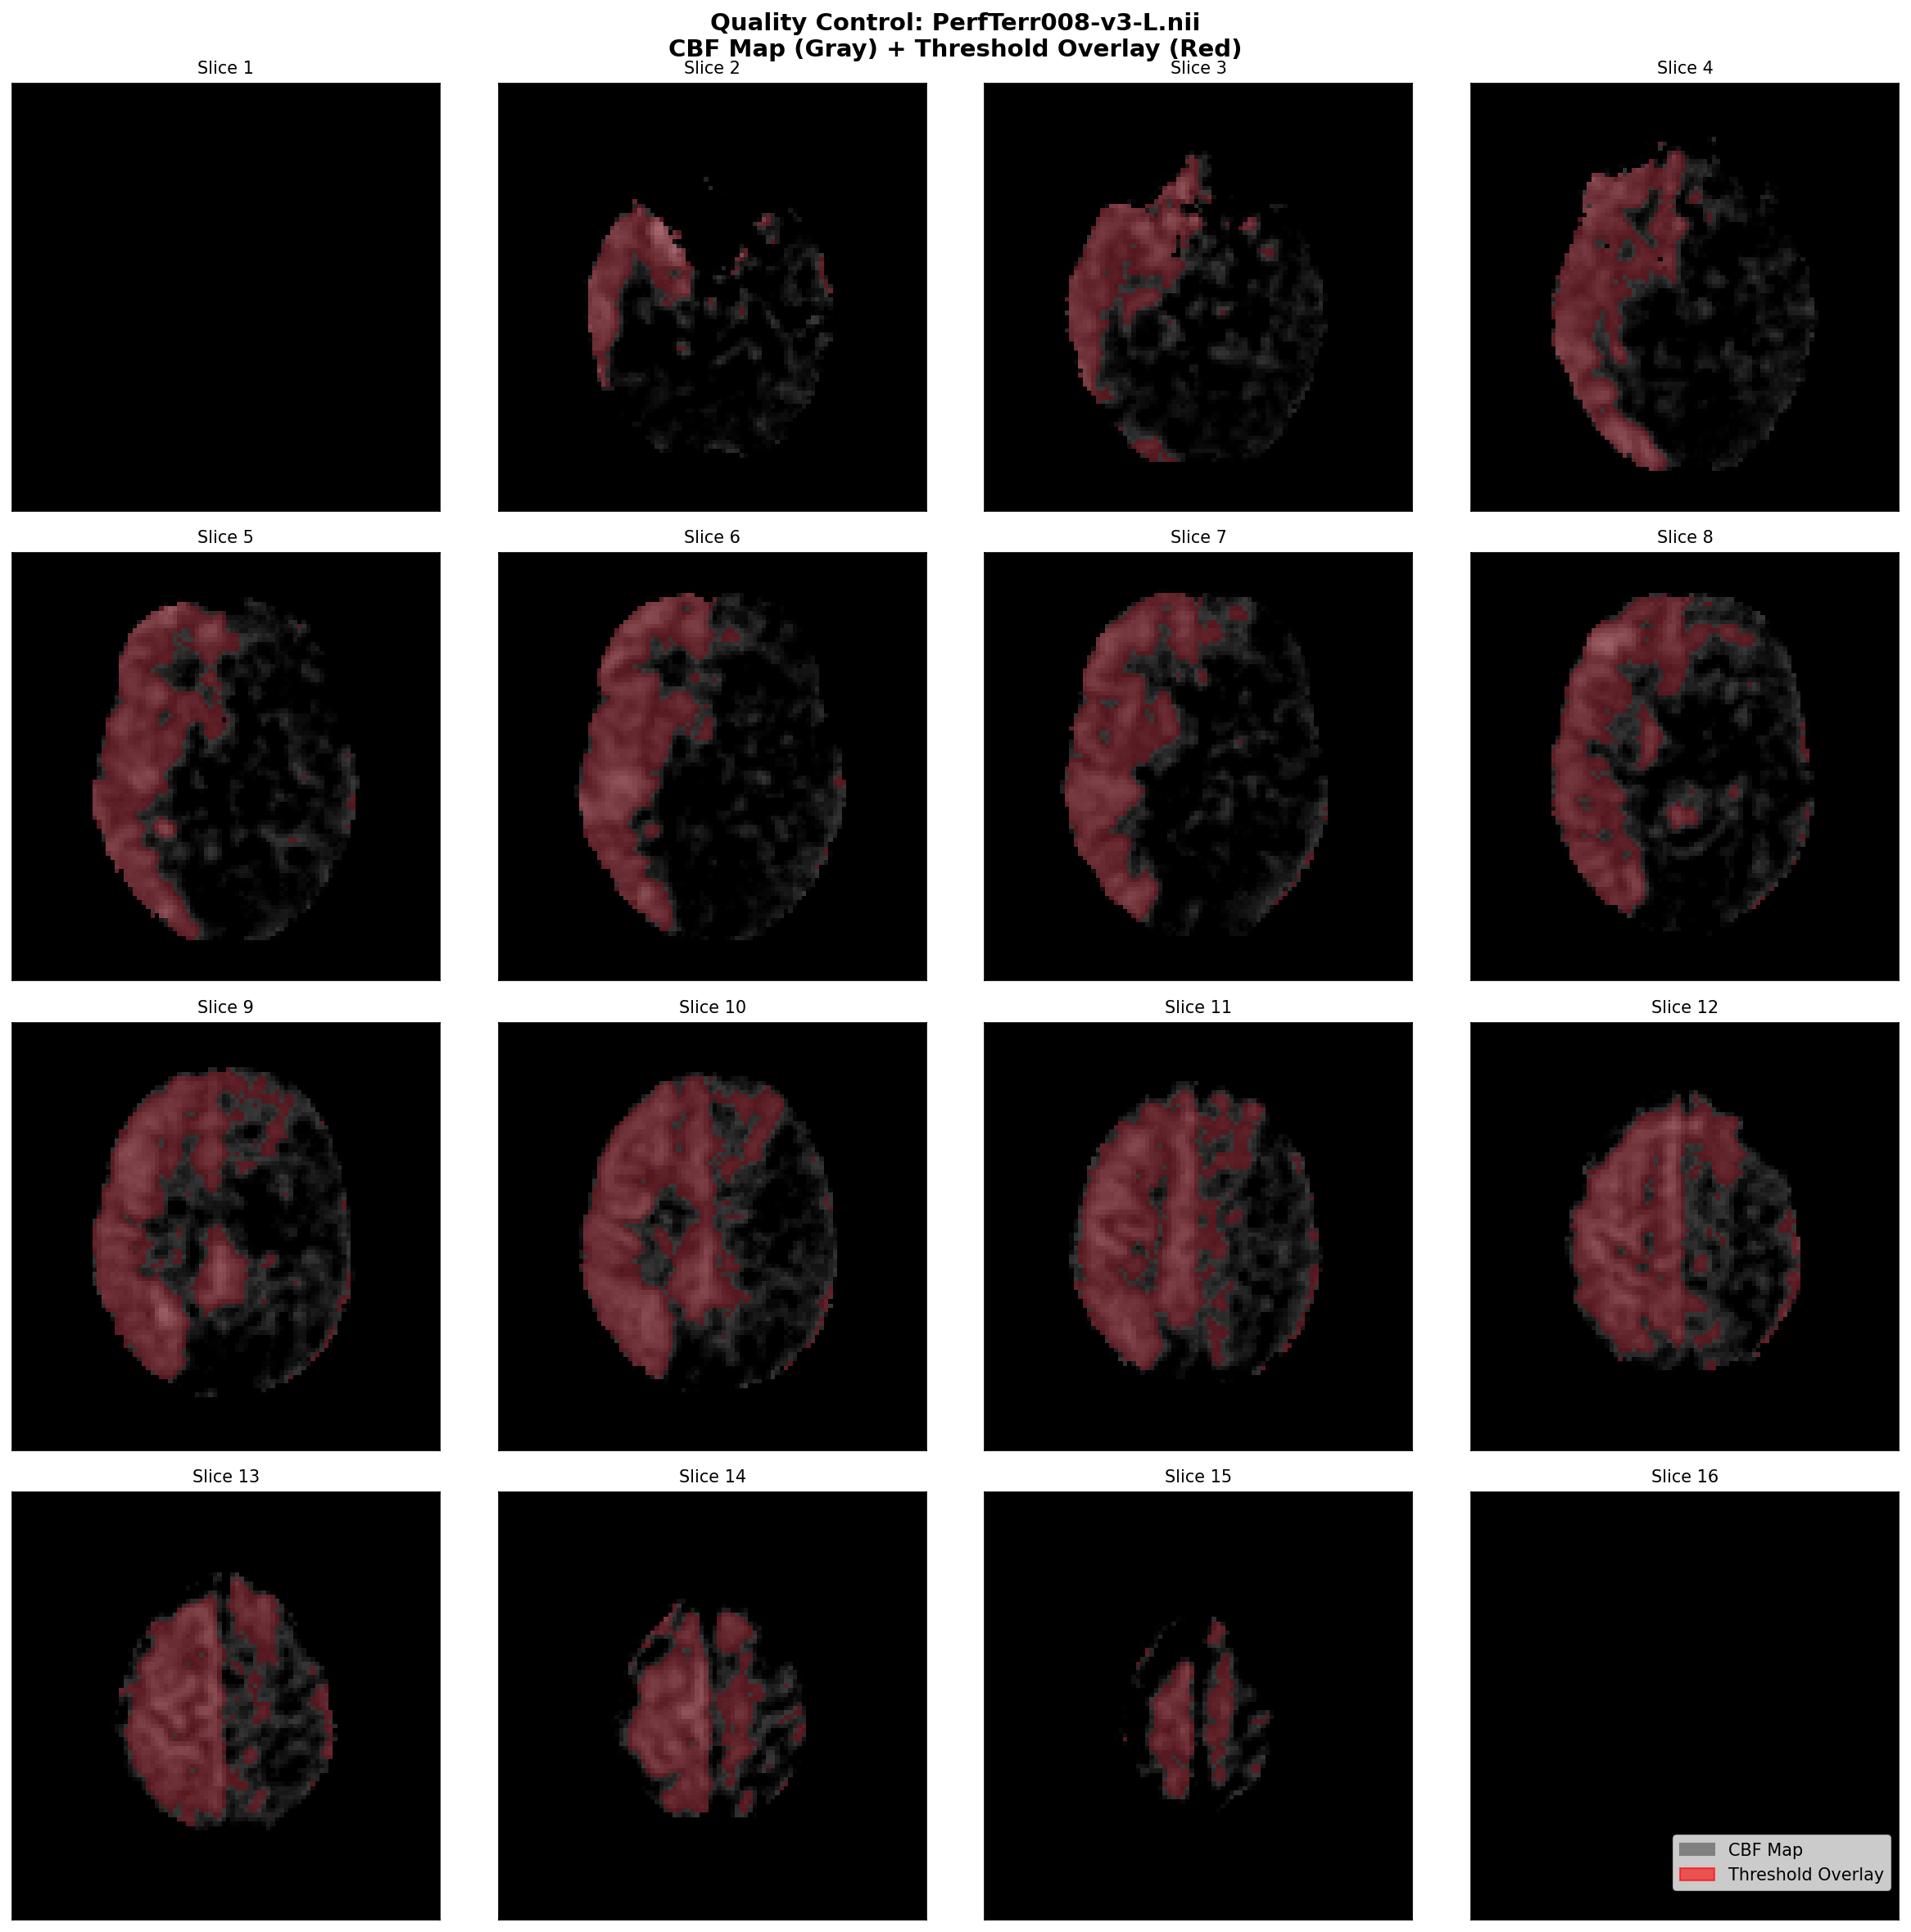 Quality Control: PerfTerr008-v3-L.nii
CBF Map (Gray) + Threshold Overlay (Red)
Slice 1
Slice 2
Slice 3
Slice 4
Slice 5
Slice 6
Slice 7
Slice 8
Slice 9
Slice 10
Slice 11
Slice 12
Slice 13
Slice 14
Slice 15
Slice 16
CBF Map
Threshold Overlay